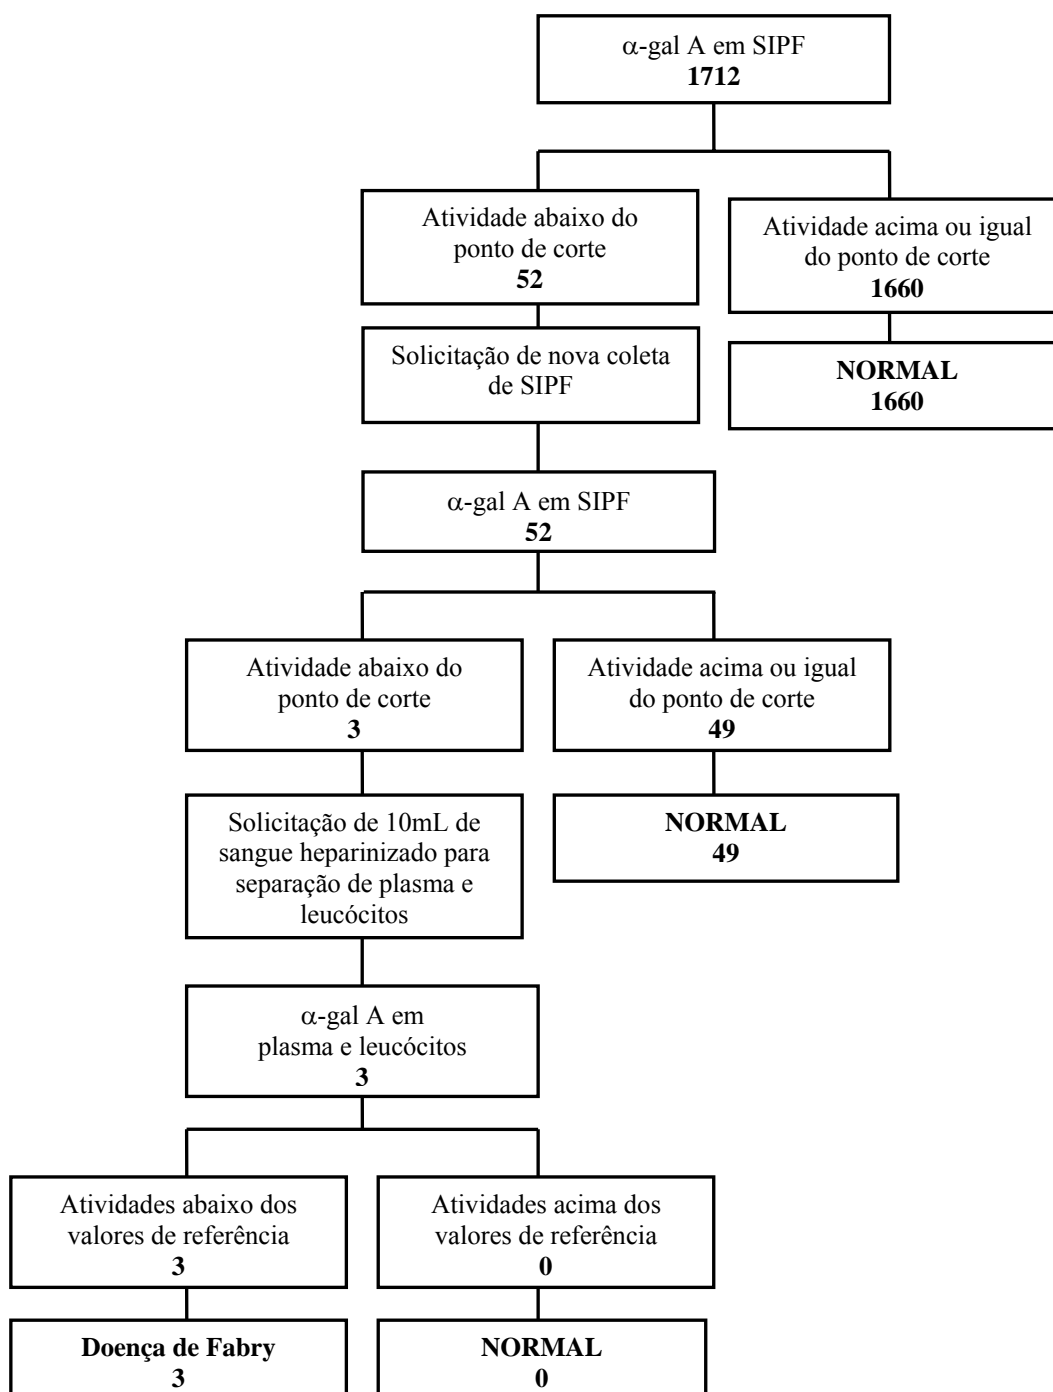 α-gal A em SIPF
1712
Atividade abaixo do
ponto de corte
52
Atividade acima ou igual
do ponto de corte
1660
Solicitação de nova coleta
de SIPF
NORMAL
1660
α-gal A em SIPF
52
Atividade abaixo do
ponto de corte
3
Atividade acima ou igual
do ponto de corte
49
Solicitação de 10mL de
sangue heparinizado para
separação de plasma e
leucócitos
NORMAL
49
α-gal A em
plasma e leucócitos
3
Atividades abaixo dos
valores de referência
3
Atividades acima dos
valores de referência
0
Doença de Fabry
3
NORMAL
0